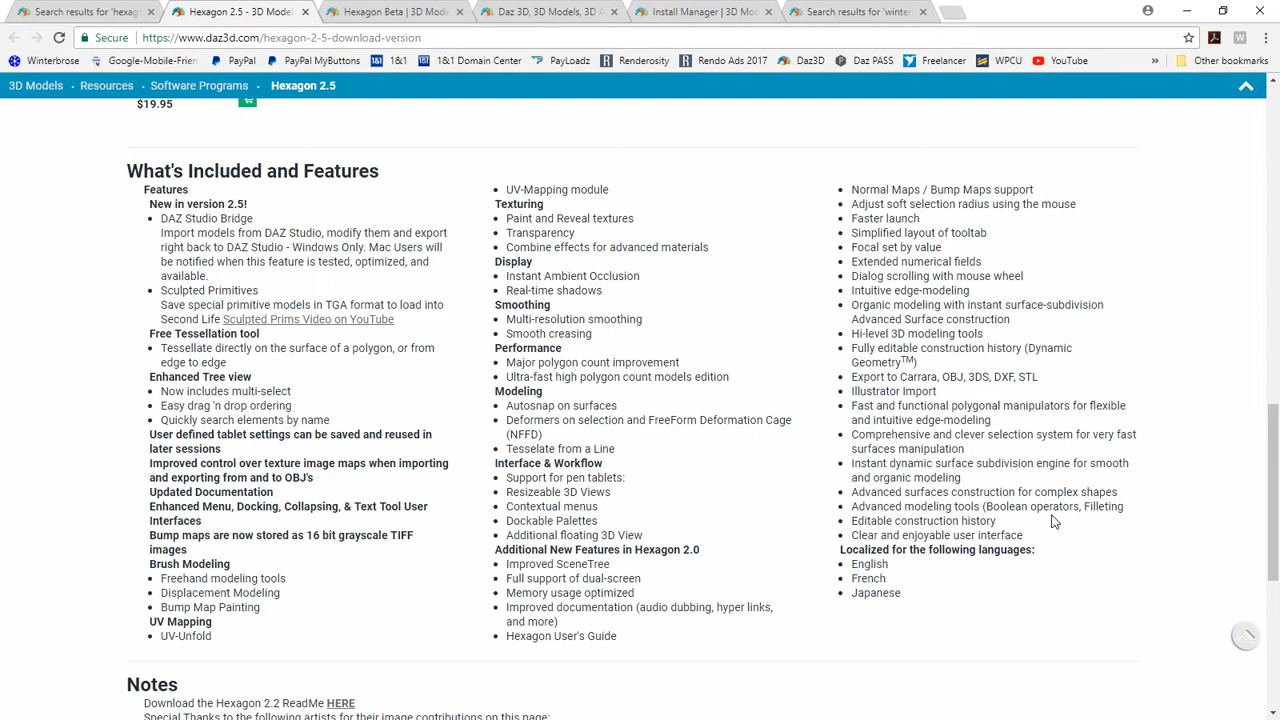 Search results for 'hexag
Hexagon 2.5 - 3D Model
Hexagon Beta | 3D Mode
Daz 3D, 3D Models, 3D A
Install Manager | 3D Mo
Search results for 'winter
Secure
https://www.daz3d.com/hexagon-2-5-download-version
Winterbrose
Google-Mobile-Frien
PayPal
PayPal MyButtons
1&1
1&1 Domain Center
PayLoadz
Renderosity
Rendo Ads 2017
Daz3D
Daz PASS
Freelancer
WPCU
YouTube
»
Other bookmarks
3D Models
Resources
Software Programs
Hexagon 2.5
$19.95
What's Included and Features
Features
New in version 2.5!
• DAZ Studio Bridge
Import models from DAZ Studio, modify them and export
right back to DAZ Studio - Windows Only. Mac Users will
be notified when this feature is tested, optimized, and
available.
• Sculpted Primitives
Save special primitive models in TGA format to load into
Second Life Sculpted Prims Video on YouTube
Free Tessellation tool
• Tessellate directly on the surface of a polygon, or from
edge to edge
Enhanced Tree view
• Now includes multi-select
• Easy drag 'n drop ordering
• Quickly search elements by name
User defined tablet settings can be saved and reused in
later sessions
Improved control over texture image maps when importing
and exporting from and to OBJ's
Updated Documentation
Enhanced Menu, Docking, Collapsing, & Text Tool User
Interfaces
Bump maps are now stored as 16 bit grayscale TIFF
images
Brush Modeling
• Freehand modeling tools
• Displacement Modeling
• Bump Map Painting
UV Mapping
• UV-Unfold
• UV-Mapping module
Texturing
• Paint and Reveal textures
• Transparency
• Combine effects for advanced materials
Display
• Instant Ambient Occlusion
• Real-time shadows
Smoothing
• Multi-resolution smoothing
• Smooth creasing
Performance
• Major polygon count improvement
• Ultra-fast high polygon count models edition
Modeling
• Autosnap on surfaces
• Deformers on selection and FreeForm Deformation Cage
(NFFD)
• Tesselate from a Line
Interface & Workflow
• Support for pen tablets:
• Resizeable 3D Views
• Contextual menus
• Dockable Palettes
• Additional floating 3D View
Additional New Features in Hexagon 2.0
• Improved SceneTree
• Full support of dual-screen
• Memory usage optimized
• Improved documentation (audio dubbing, hyper links,
and more)
• Hexagon User's Guide
• Normal Maps / Bump Maps support
• Adjust soft selection radius using the mouse
• Faster launch
• Simplified layout of tooltab
• Focal set by value
• Extended numerical fields
• Dialog scrolling with mouse wheel
• Intuitive edge-modeling
• Organic modeling with instant surface-subdivision
Advanced Surface construction
• Hi-level 3D modeling tools
• Fully editable construction history (Dynamic
Geometry™)
• Export to Carrara, OBJ, 3DS, DXF, STL
• Illustrator Import
• Fast and functional polygonal manipulators for flexible
and intuitive edge-modeling
• Comprehensive and clever selection system for very fast
surfaces manipulation
• Instant dynamic surface subdivision engine for smooth
and organic modeling
• Advanced surfaces construction for complex shapes
• Advanced modeling tools (Boolean operators, Filleting
• Editable construction history
• Clear and enjoyable user interface
Localized for the following languages:
• English
• French
• Japanese
Notes
Download the Hexagon 2.2 ReadMe HERE
Special Thanks to the following artists for their image contributions on this page: